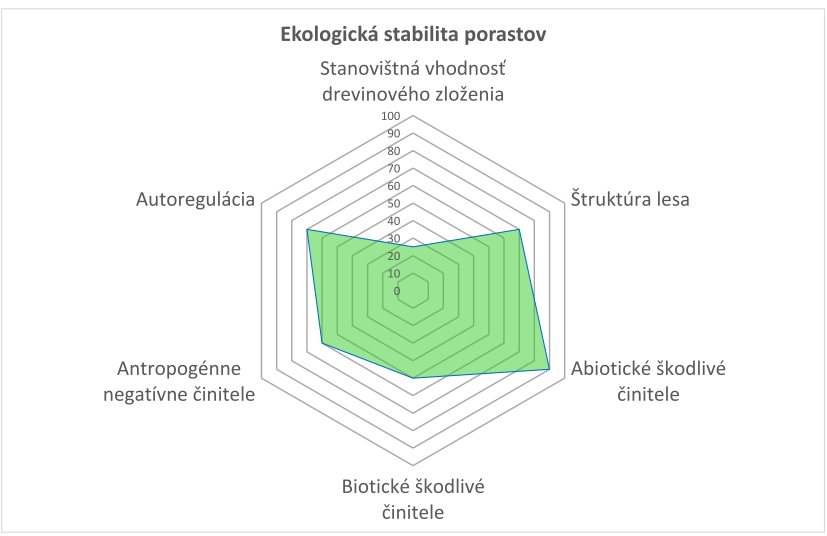 Ekologická stabilita porastov
Stanovištná vhodnosť
drevinového zloženia
100
90
80
70
60
50
40
30
20
10
0
Autoregulácia
Štruktúra lesa
Antropogénne
negatívne činitele
Abiotické škodlivé
činitele
Biotické škodlivé
činitele